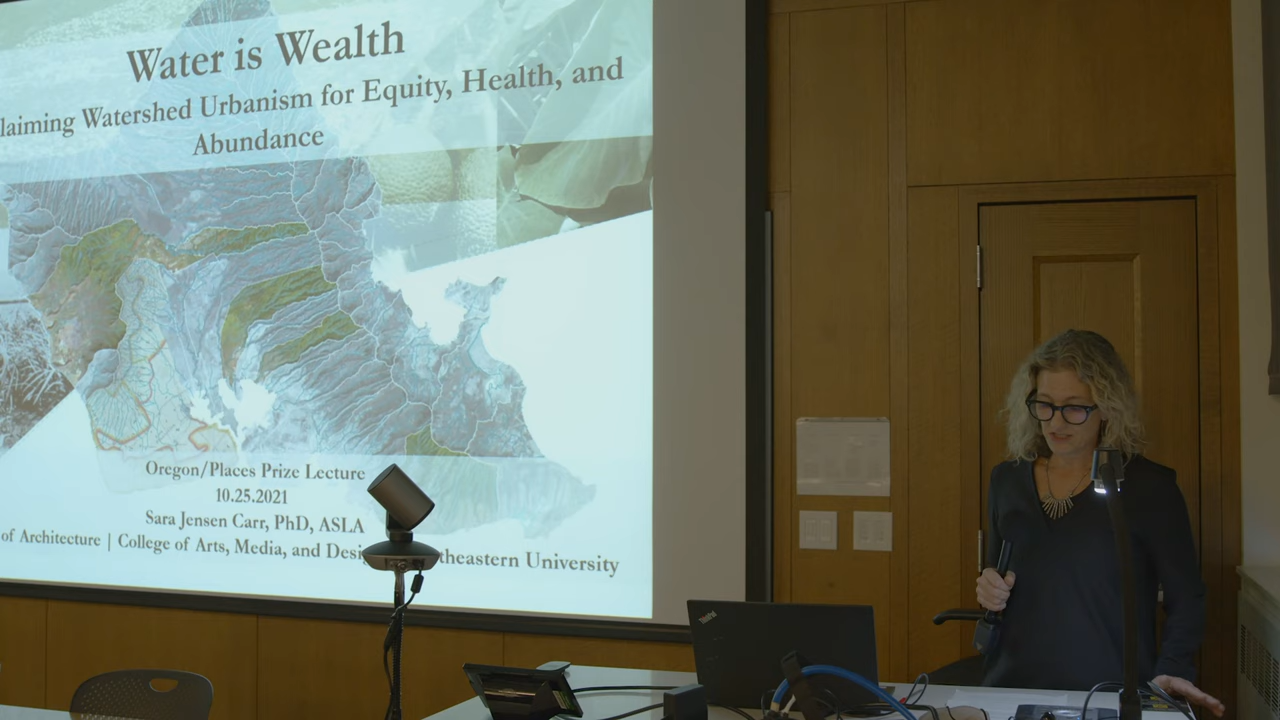 Water is Wealth
laiming Watershed Urbanism for Equity, Health, and
Abundance
Oregon/Places Prize Lecture
10.25.2021
Sara Jensen Carr, PhD, ASLA
of Architecture | College of Arts, Media, and Desi theastern University
ThinkPad